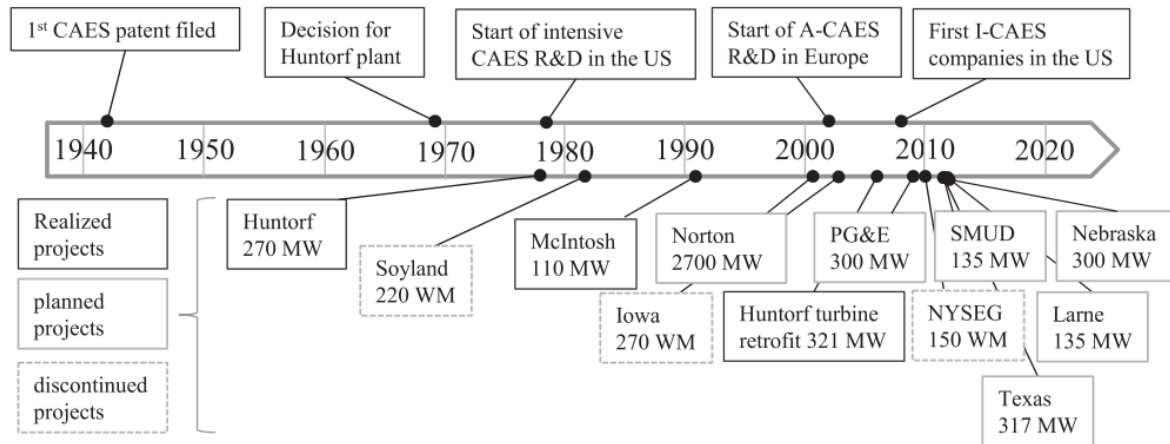 1st CAES patent filed
Decision for
Huntorf plant
Start of intensive
CAES R&D in the US
Start of A-CAES
R&D in Europe
First I-CAES
companies in the US
1940
1950
1960
1970
1980
1990
2000
2010
2020
Realized
projects
planned
projects
discontinued
projects
Huntorf
270 MW
Soyland
220 WM
McIntosh
110 MW
Norton
2700 MW
Iowa
270 WM
PG&E
300 MW
Huntorf turbine
retrofit 321 MW
SMUD
135 MW
NYSEG
150 WM
Nebraska
300 MW
Larne
135 MW
Texas
317 MW